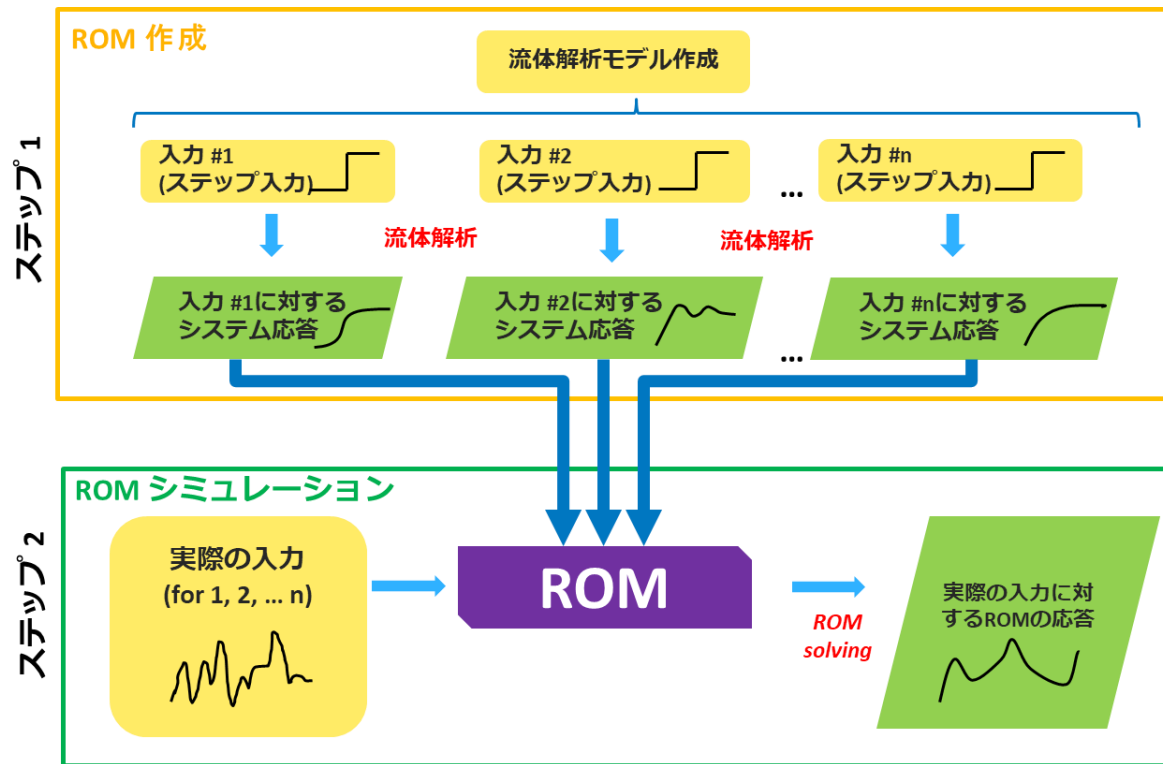 ROM 作成
ステップ 1
流体解析モデル作成
入力 #1
(ステップ入力)
入力 #2
(ステップ入力)
...
入力 #n
(ステップ入力)
流体解析
流体解析
入力 #1に対する
システム応答
入力 #2に対する
システム応答
...
入力 #nに対する
システム応答
ROM シミュレーション
ステップ 2
実際の入力
(for 1, 2, ... n)
ROM
ROM
solving
実際の入力に対
するROMの応答